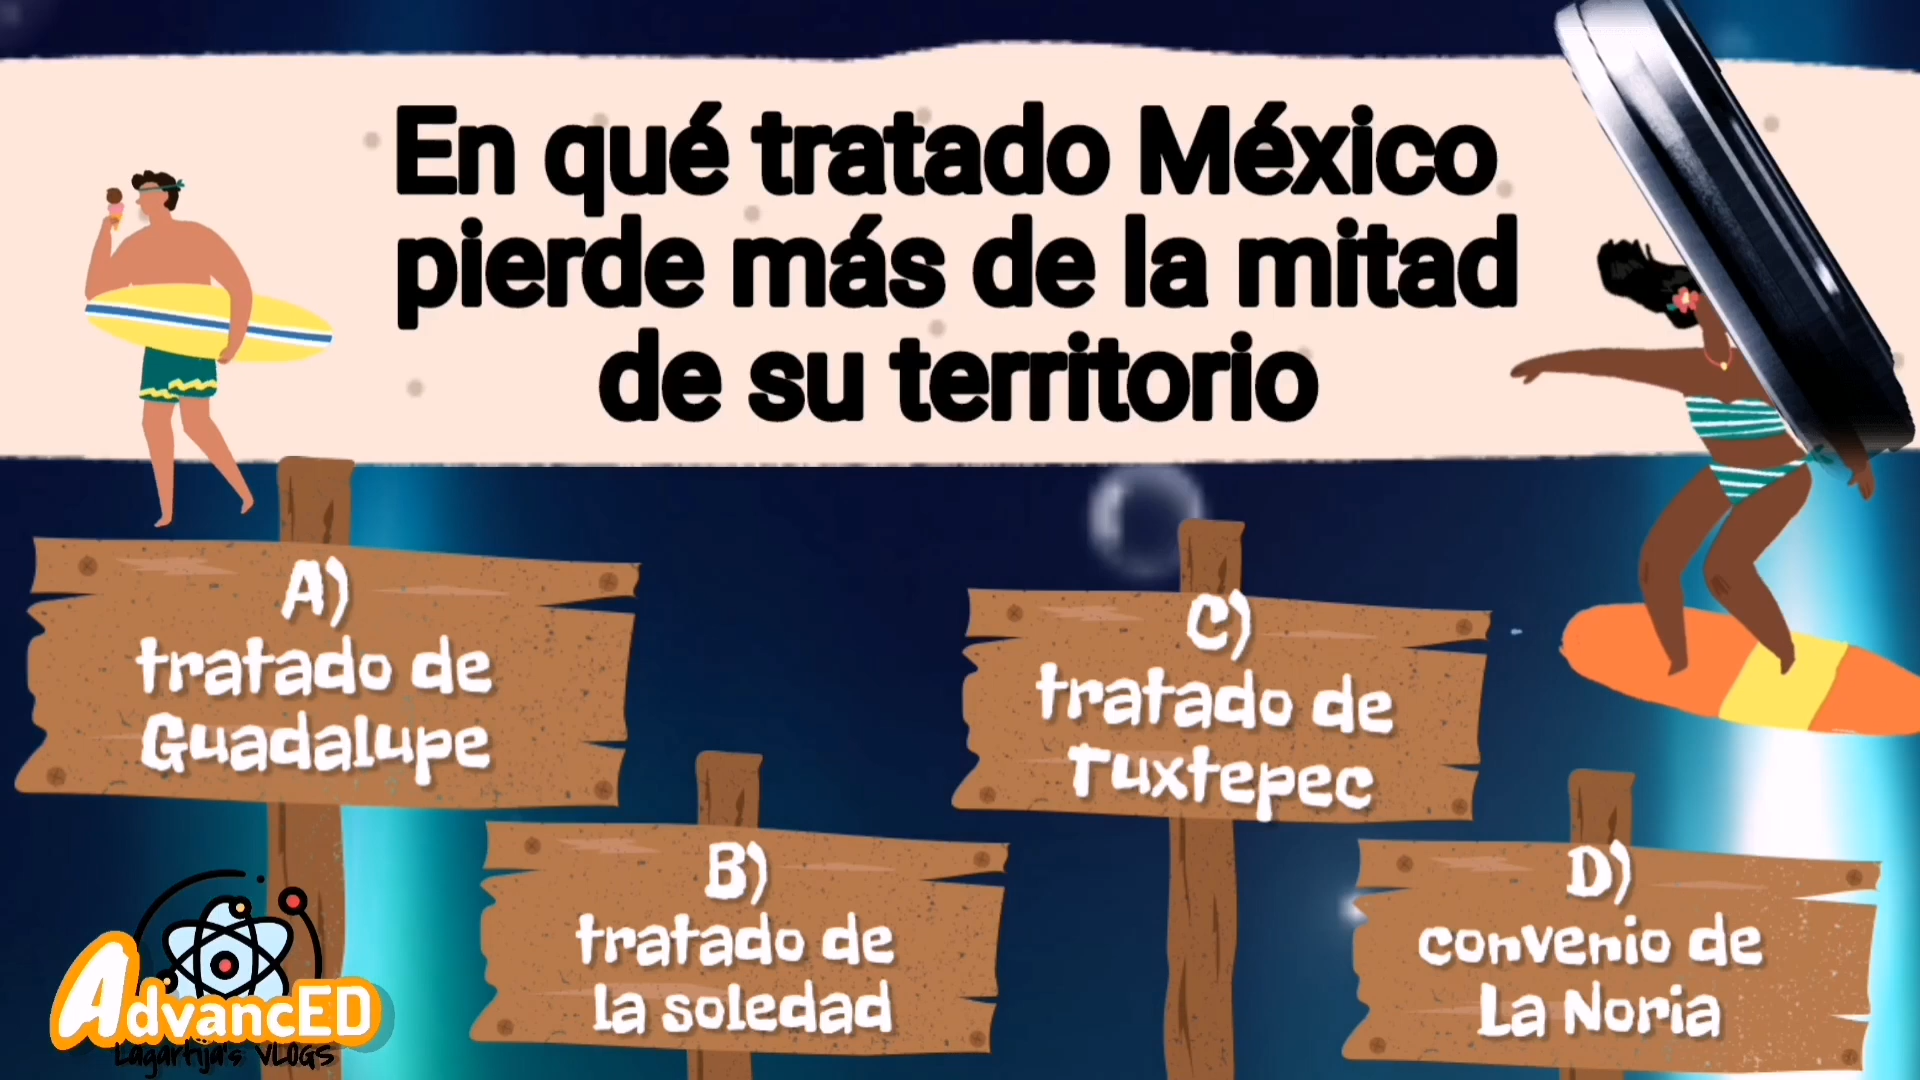 En qué tratado México
pierde más de la mitad
de su territorio
A)
tratado de
Guadalupe
B)
tratado de
la soledad
C)
tratado de
Tuxtepec
D)
convenio de
La Noria
AdvancED
Lagartija's VLOGS